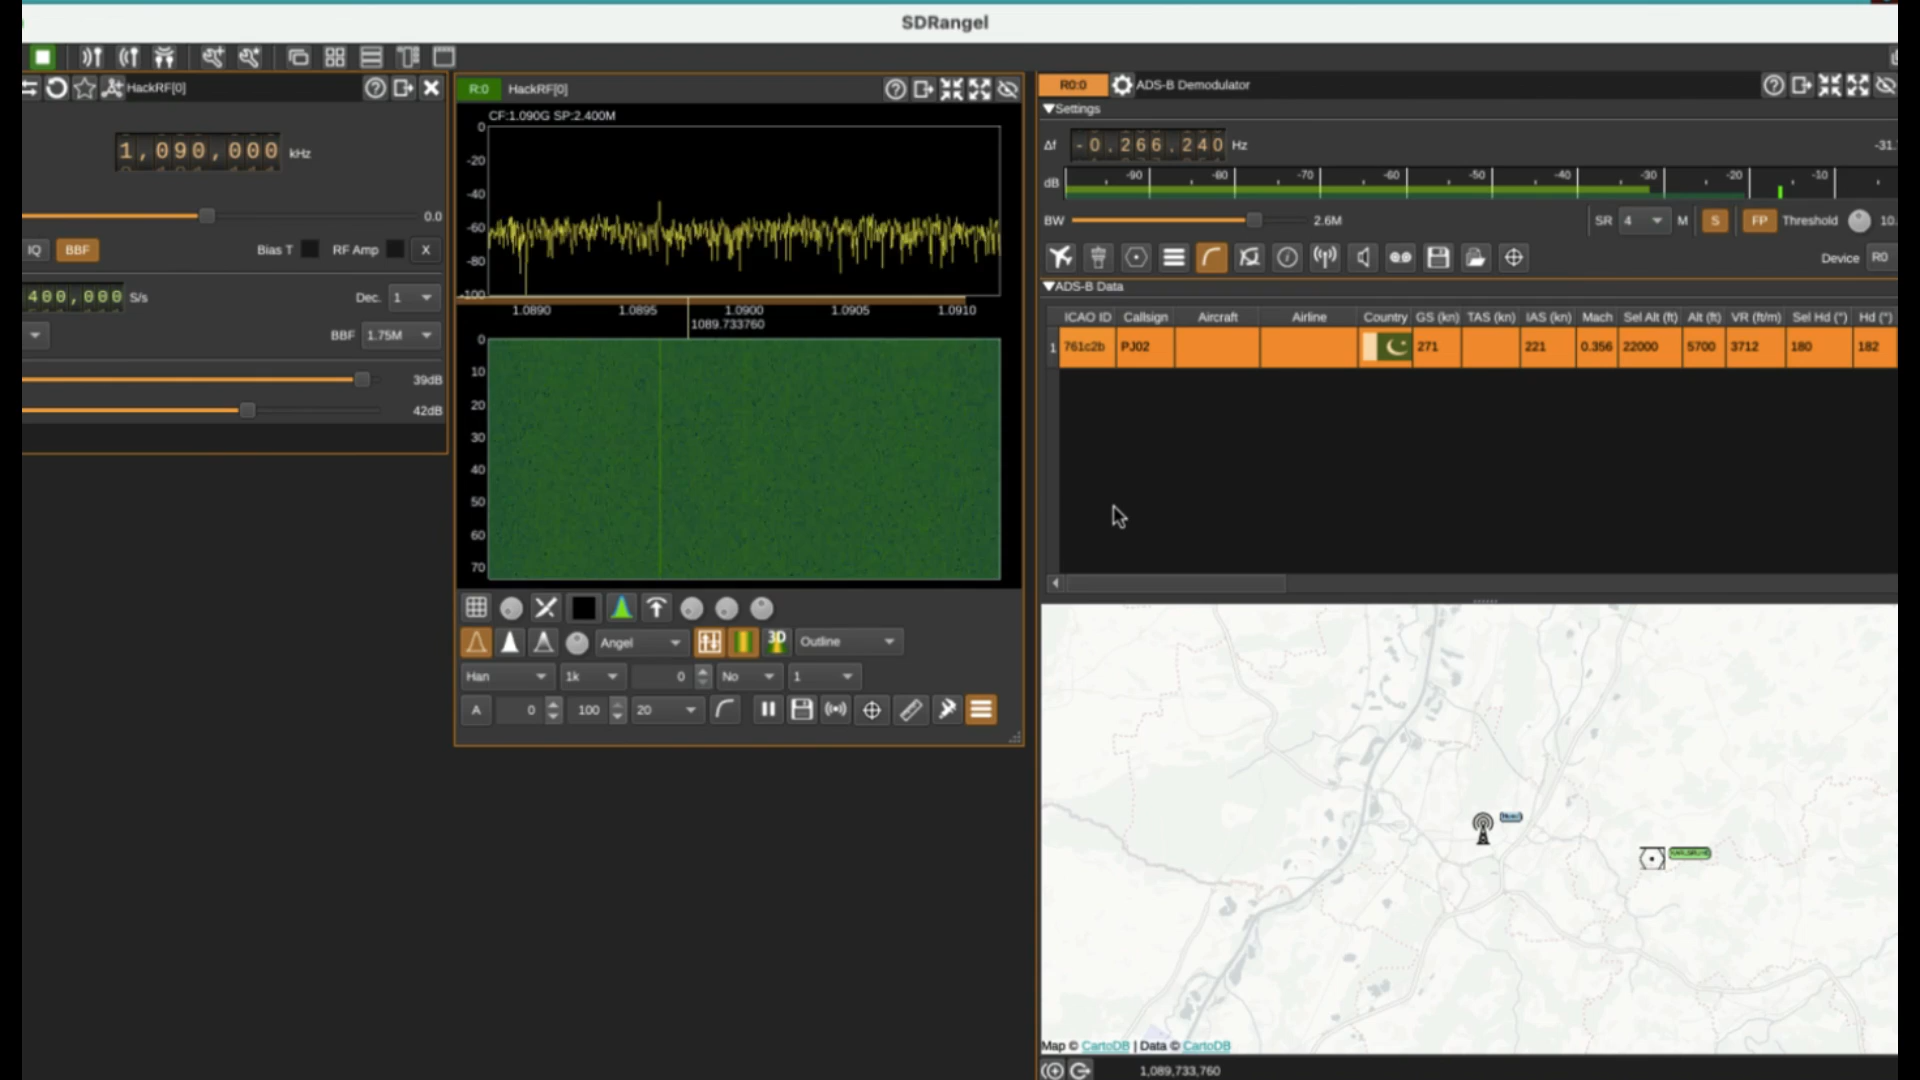 SDRangel
HackRF[0]
1,090,000 kHz
0.0
IQ BBF Bias T RF Amp X
400,000 S/s Dec. 1
BBF 1.75M
39dB
42dB
R:0 HackRF[0]
CF:1.090G SP:2.400M
0
-20
-40
-60
-80
-100
1.0890 1.0895 1.0900 1.0905 1.0910
1089.733760
0
10
20
30
40
50
60
70
Angel 3D Outline
Han 1k 0 No 1
A 0 100 20
R0:0 ADS-B Demodulator
Settings
Δf -0.266.240 Hz -31.
dB -90 -80 -70 -60 -50 -40 -30 -20 -10
BW 2.6M SR 4 M S FP Threshold 10.
Device R0
ADS-B Data
ICAO ID Callsign Aircraft Airline Country GS (kn) TAS (kn) IAS (kn) Mach Sel Alt (ft) Alt (ft) VR (ft/m) Sel Hd (°) Hd (°)
1 761c2b PJ02 271 221 0.356 22000 5700 3712 180 182
Map © CartoDB | Data © CartoDB
1,089,733,760